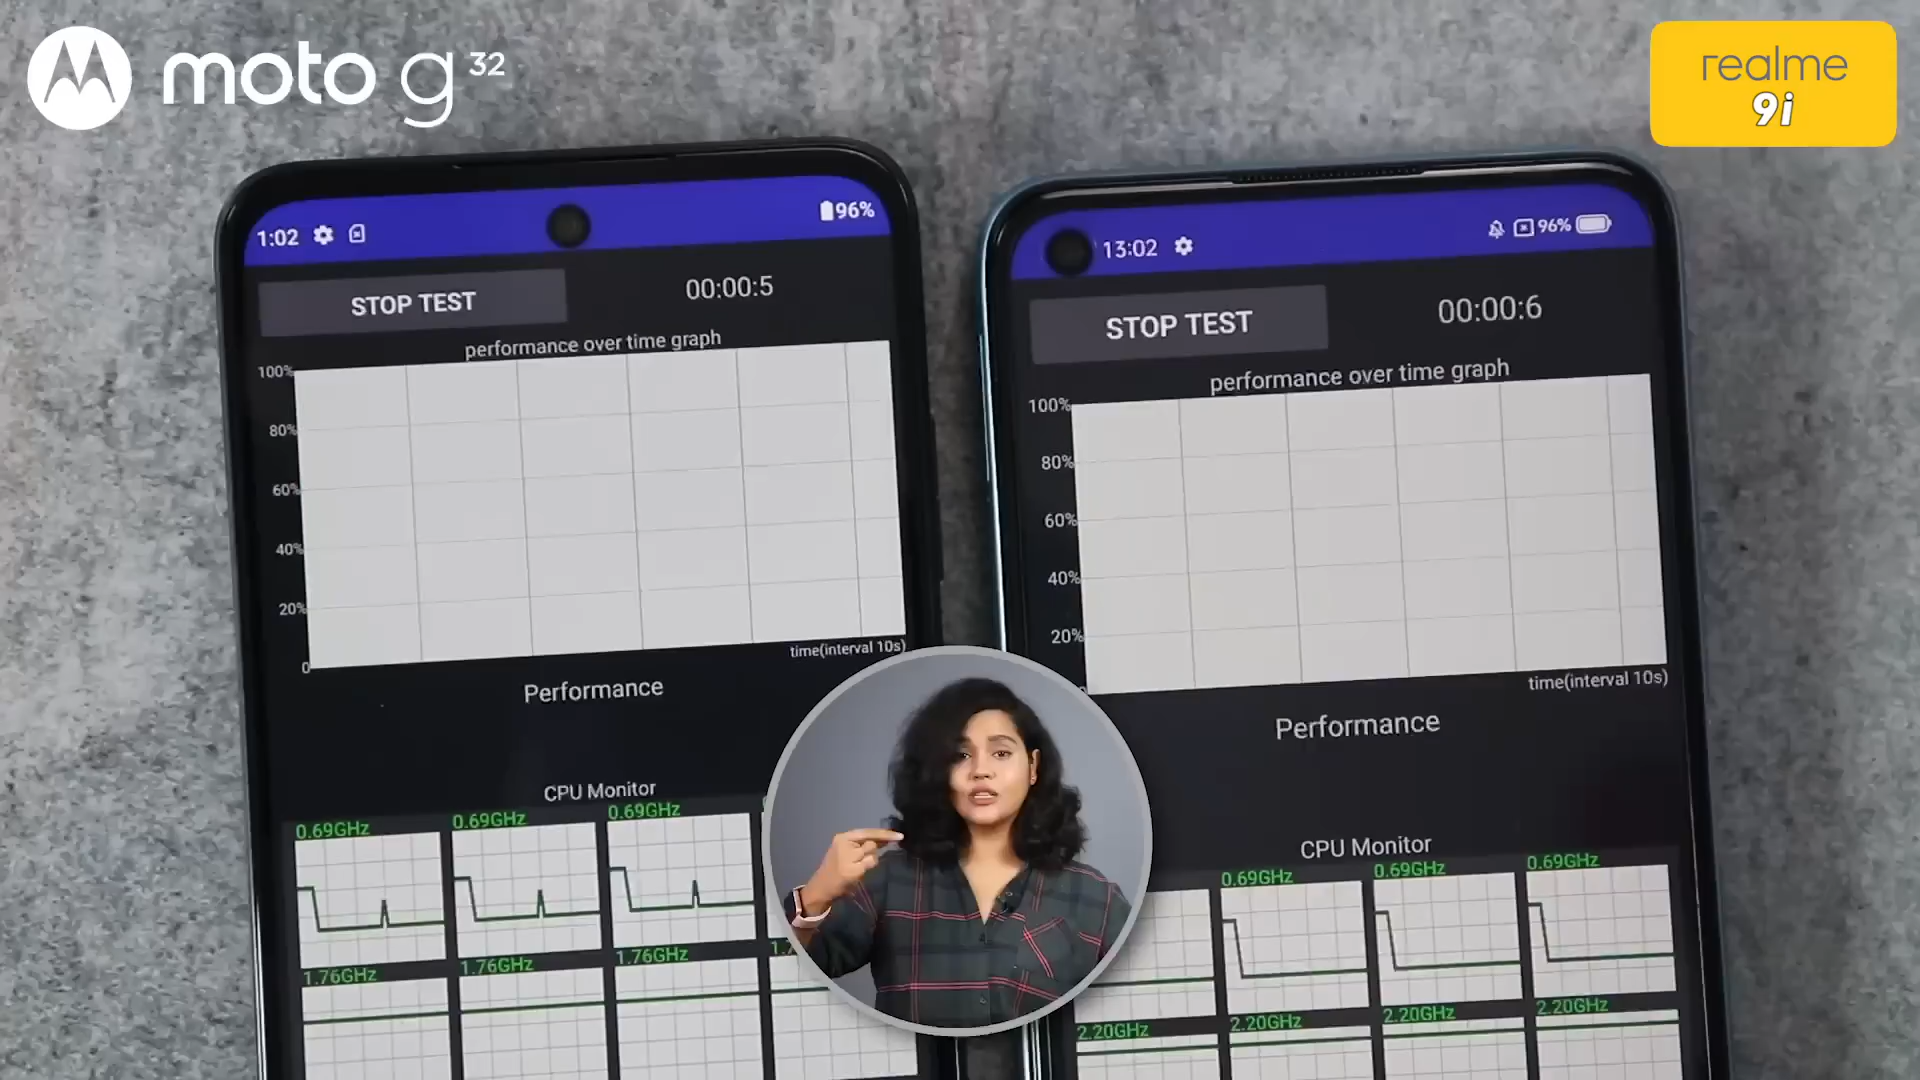 moto g 32
realme
9i
1:02
96%
STOP TEST
00:00:5
performance over time graph
100%
80%
60%
40%
20%
0
time(interval 10s)
Performance
CPU Monitor
0.69GHz
0.69GHz
0.69GHz
1.76GHz
1.76GHz
1.76GHz
13:02
96%
STOP TEST
00:00:6
performance over time graph
100%
80%
60%
40%
20%
time(interval 10s)
Performance
CPU Monitor
0.69GHz
0.69GHz
0.69GHz
2.20GHz
2.20GHz
2.20GHz
2.20GHz